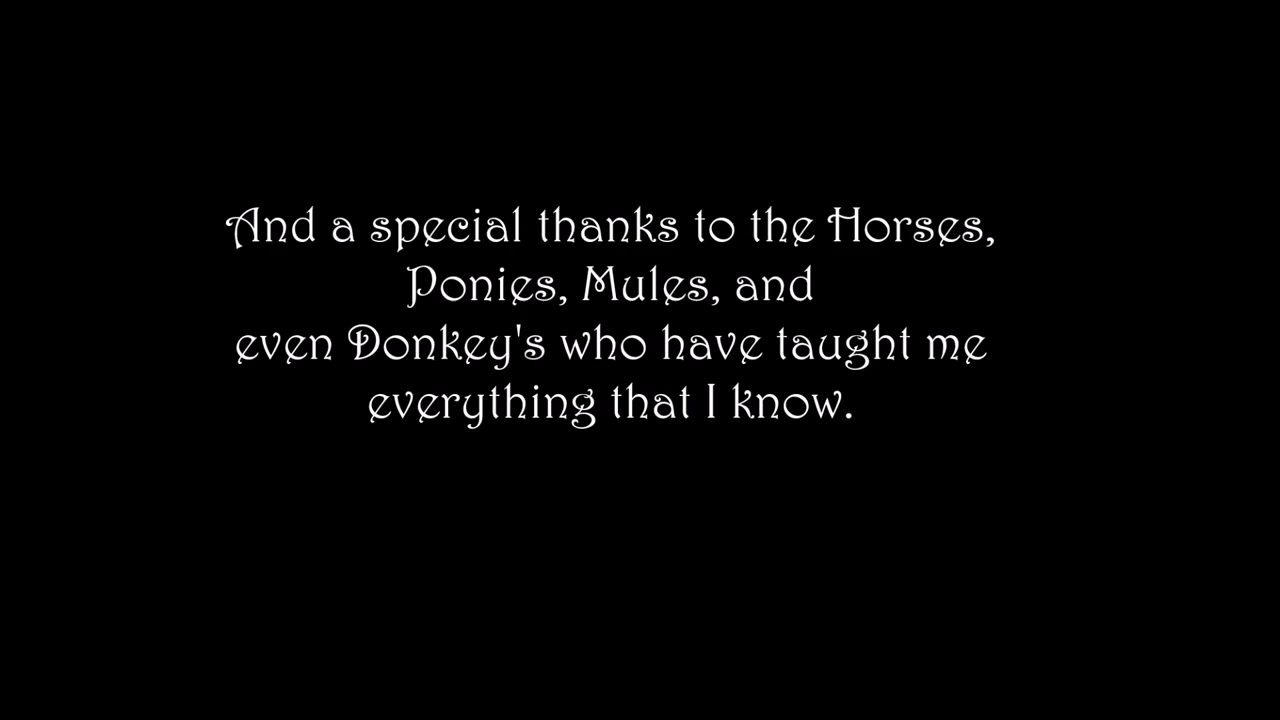 And a special thanks to the Horses,
Ponies, Mules, and
even Donkey's who have taught me
everything that I know.